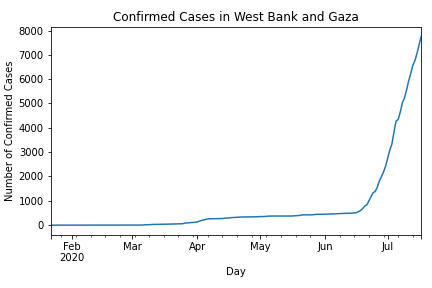 Confirmed Cases in West Bank and Gaza
8000
7000
6000
5000
4000
3000
2000
1000
0
Number of Confirmed Cases
Feb Mar Apr May Jun Jul
2020
Day